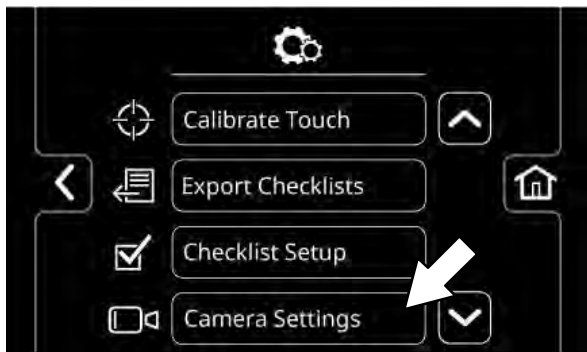 Calibrate Touch
Export Checklists
Checklist Setup
Camera Settings